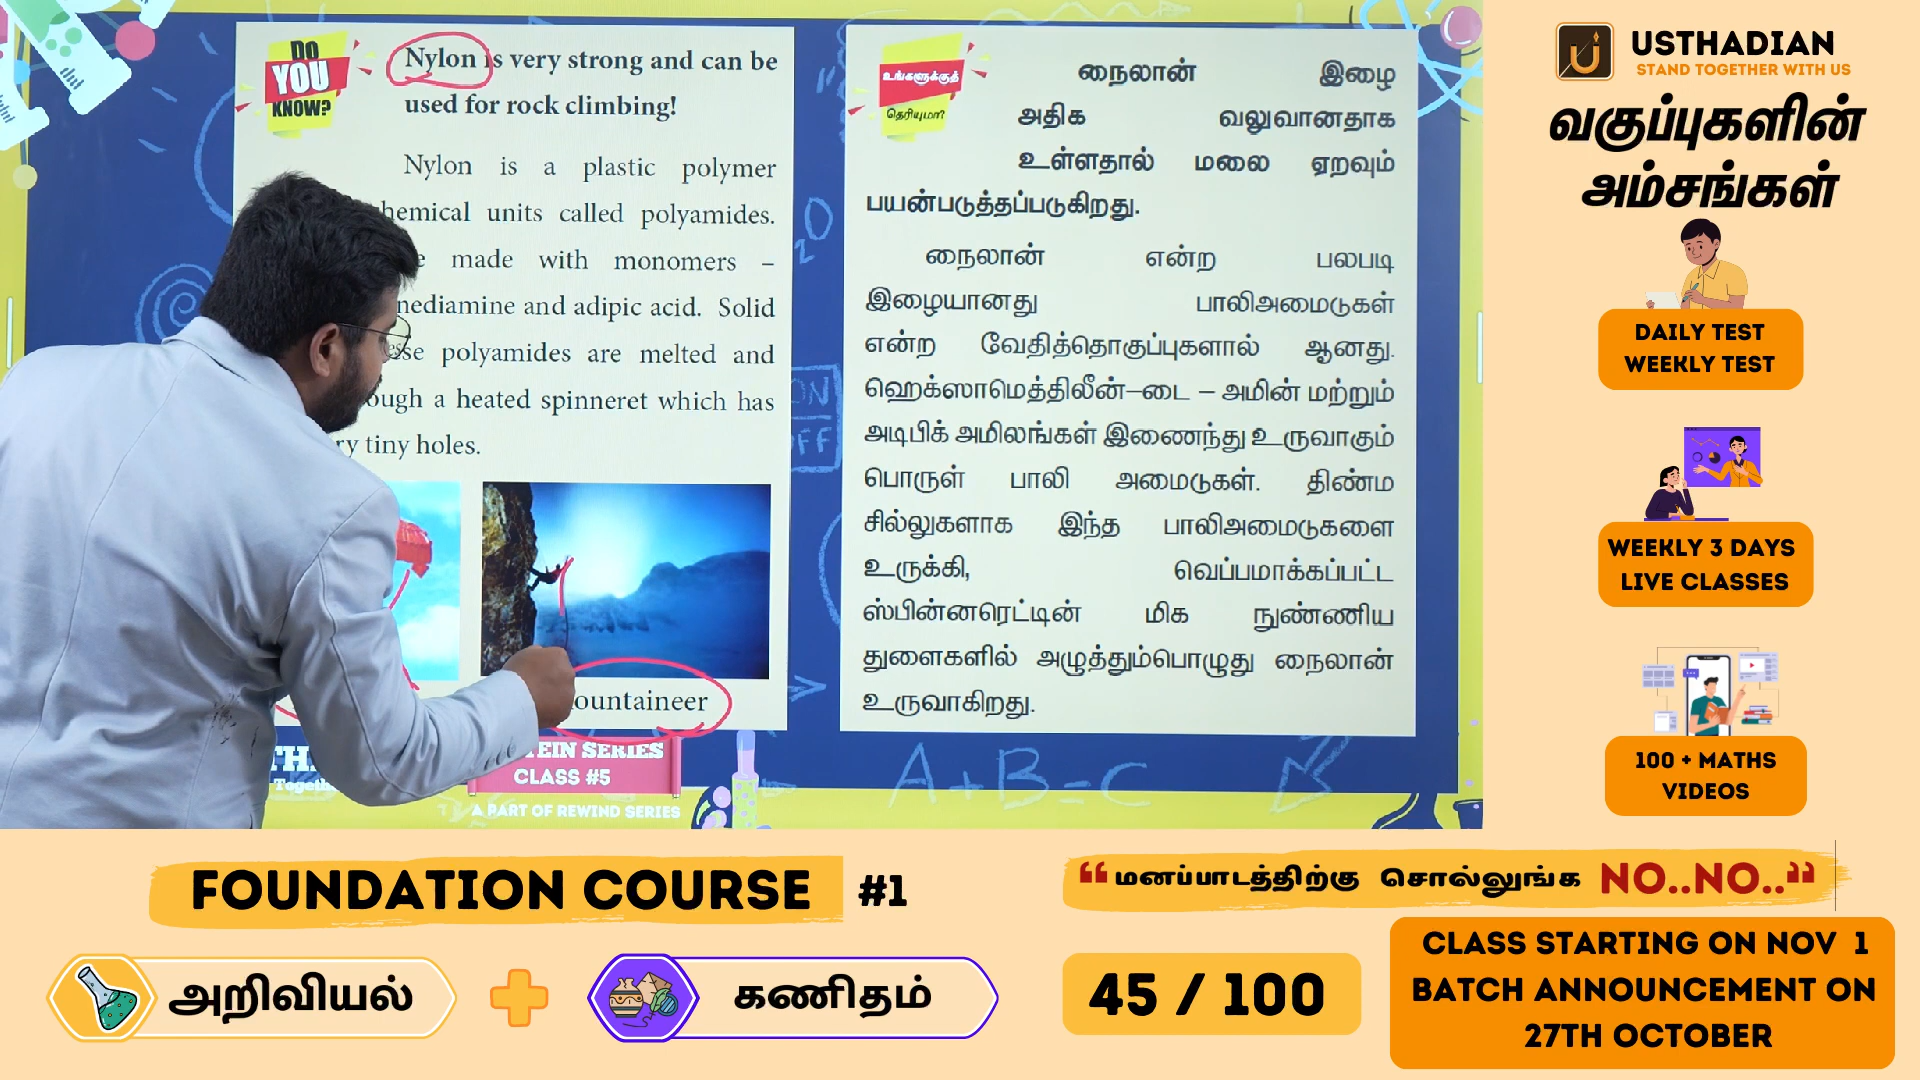 DO
YOU
KNOW?
Nylon is very strong and can be
used for rock climbing!
Nylon is a plastic polymer
hemical units called polyamides.
made with monomers –
nediamine and adipic acid. Solid
polyamides are melted and
ough a heated spinneret which has
ry tiny holes.
ountaineer
EIN SERIES
CLASS #5
A PART OF REWIND SERIES
உங்களுக்குத்
தெரியுமா?
நைலான் இழை
அதிக வலுவானதாக
உள்ளதால் மலை ஏறவும்
பயன்படுத்தப்படுகிறது.
நைலான் என்ற பலபடி
இழையானது பாலிஅமைடுகள்
என்ற வேதித்தொகுப்புகளால் ஆனது.
ஹெக்ஸாமெத்திலீன்–டை – அமின் மற்றும்
அடிபிக் அமிலங்கள் இணைந்து உருவாகும்
பொருள் பாலி அமைடுகள். திண்ம
சில்லுகளாக இந்த பாலிஅமைடுகளை
உருக்கி, வெப்பமாக்கப்பட்ட
ஸ்பின்னரெட்டின் மிக நுண்ணிய
துளைகளில் அழுத்தும்பொழுது நைலான்
உருவாகிறது.
A+B=C
USTHADIAN
STAND TOGETHER WITH US
வகுப்புகளின்
அம்சங்கள்
DAILY TEST
WEEKLY TEST
WEEKLY 3 DAYS
LIVE CLASSES
100 + MATHS
VIDEOS
FOUNDATION COURSE #1
அறிவியல் + கணிதம்
“மனப்பாடத்திற்கு சொல்லுங்க NO..NO..”
45 / 100
CLASS STARTING ON NOV 1
BATCH ANNOUNCEMENT ON
27TH OCTOBER